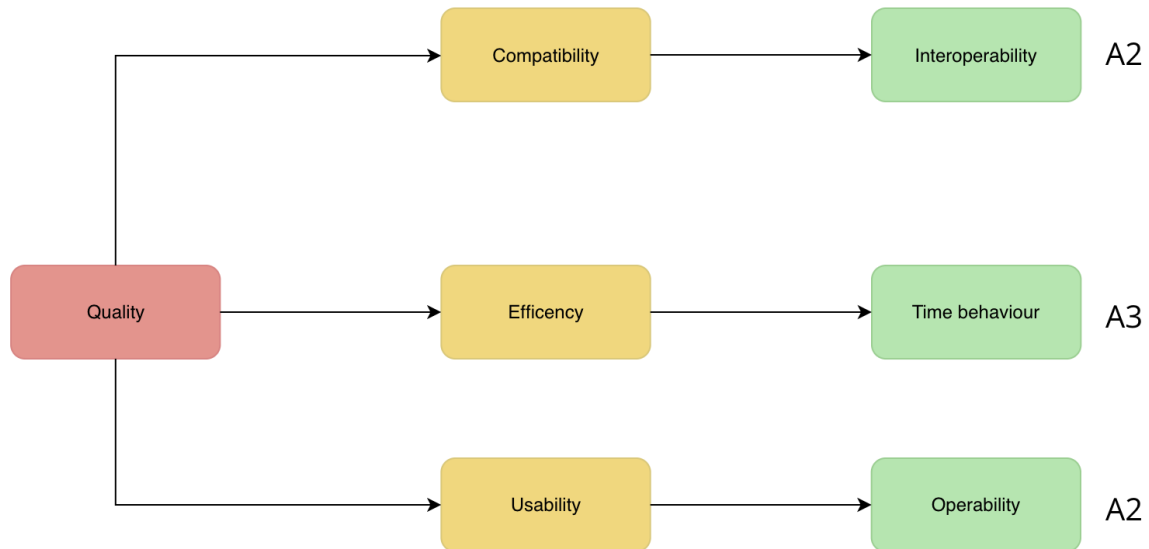 Compatibility
Interoperability
A2
Quality
Efficency
Time behaviour
A3
Usability
Operability
A2